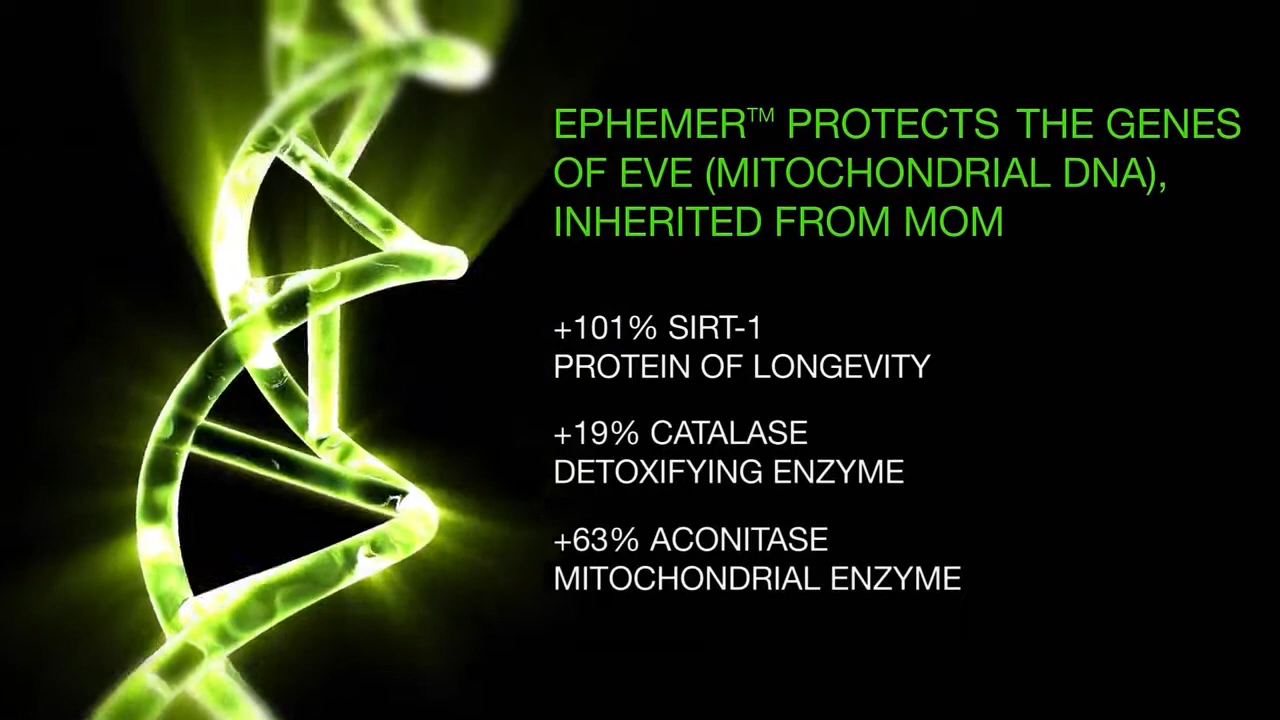 EPHEMER™ PROTECTS THE GENES
OF EVE (MITOCHONDRIAL DNA),
INHERITED FROM MOM
+101% SIRT-1
PROTEIN OF LONGEVITY
+19% CATALASE
DETOXIFYING ENZYME
+63% ACONITASE
MITOCHONDRIAL ENZYME